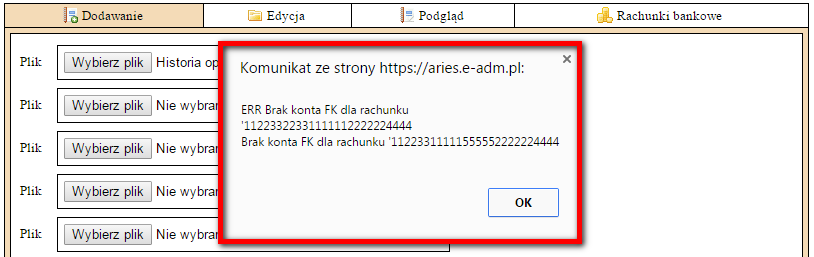 Dodawanie Edycja Podgląd Rachunki bankowe
Plik Wybierz plik Historia op
Komunikat ze strony https://aries.e-adm.pl:
ERR Brak konta FK dla rachunku
'11223322331111112222224444
Brak konta FK dla rachunku '11223311111555552222224444
Plik Wybierz plik Nie wybran
Plik Wybierz plik Nie wybran
Plik Wybierz plik Nie wybran
OK
Plik Wybierz plik Nie wybran